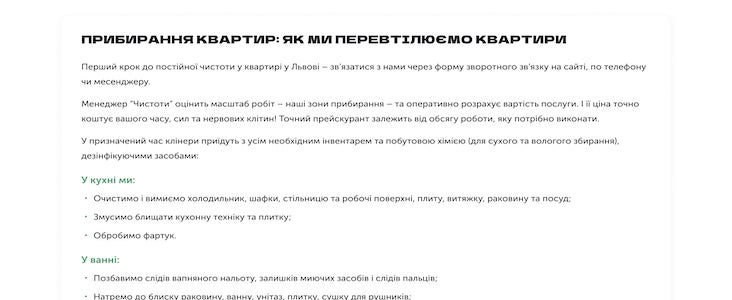 ПРИБИРАННЯ КВАРТИР: ЯК МИ ПЕРЕВТІЛЮЄМО КВАРТИРИ
Перший крок до постійної чистоти у квартирі у Львові – зв'язатися з нами через форму зворотного зв'язку на сайті, по телефону
чи месенджеру.
Менеджер "Чистоти" оцінить масштаб робіт – наші зони прибирання – та оперативно розрахує вартість послуги. І її ціна точно
коштує вашого часу, сил та нервових клітин! Точний прейскурант залежить від обсягу роботи, яку потрібно виконати.
У призначений час клінери приїдуть з усім необхідним інвентарем та побутовою хімією (для сухого та вологого збирання),
дезінфікуючими засобами:
У кухні ми:
• Очистимо і вимиємо холодильник, шафки, стільницю та робочі поверхні, плиту, витяжку, раковину та посуд;
• Змусимо блищати кухонну техніку та плитку;
• Обробимо фартук.
У ванні:
• Позбавимо слідів вапняного нальоту, залишків миючих засобів і слідів пальців;
• Натремо до блиску раковину, ванну, унітаз, плитку, сушку для рушників;